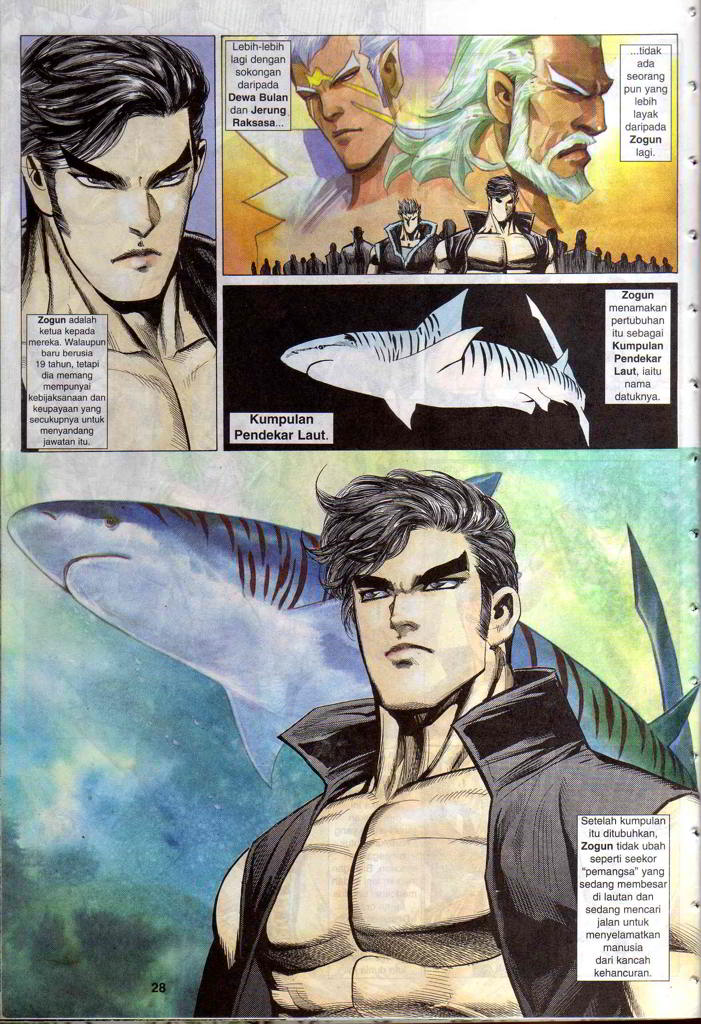 Zogun adalah
ketua kepada
mereka. Walaupun
baru berusia
19 tahun, tetapi
dia memang
mempunyai
kebijaksanaan dan
keupayaan yang
secukupnya untuk
menyandang
jawatan itu.
Lebih-lebih
lagi dengan
sokongan
daripada
Dewa Bulan
dan Jerung
Raksasa...
...tidak
ada
seorang
pun yang
lebih
layak
daripada
Zogun
lagi.
Zogun
menamakan
pertubuhan
itu sebagai
Kumpulan
Pendekar
Laut, iaitu
nama
datuknya.
Kumpulan
Pendekar Laut.
Setelah kumpulan
itu ditubuhkan,
Zogun tidak ubah
seperti seekor
"pemangsa" yang
sedang membesar
di lautan dan
sedang mencari
jalan untuk
menyelamatkan
manusia
dari kancah
kehancuran.
28